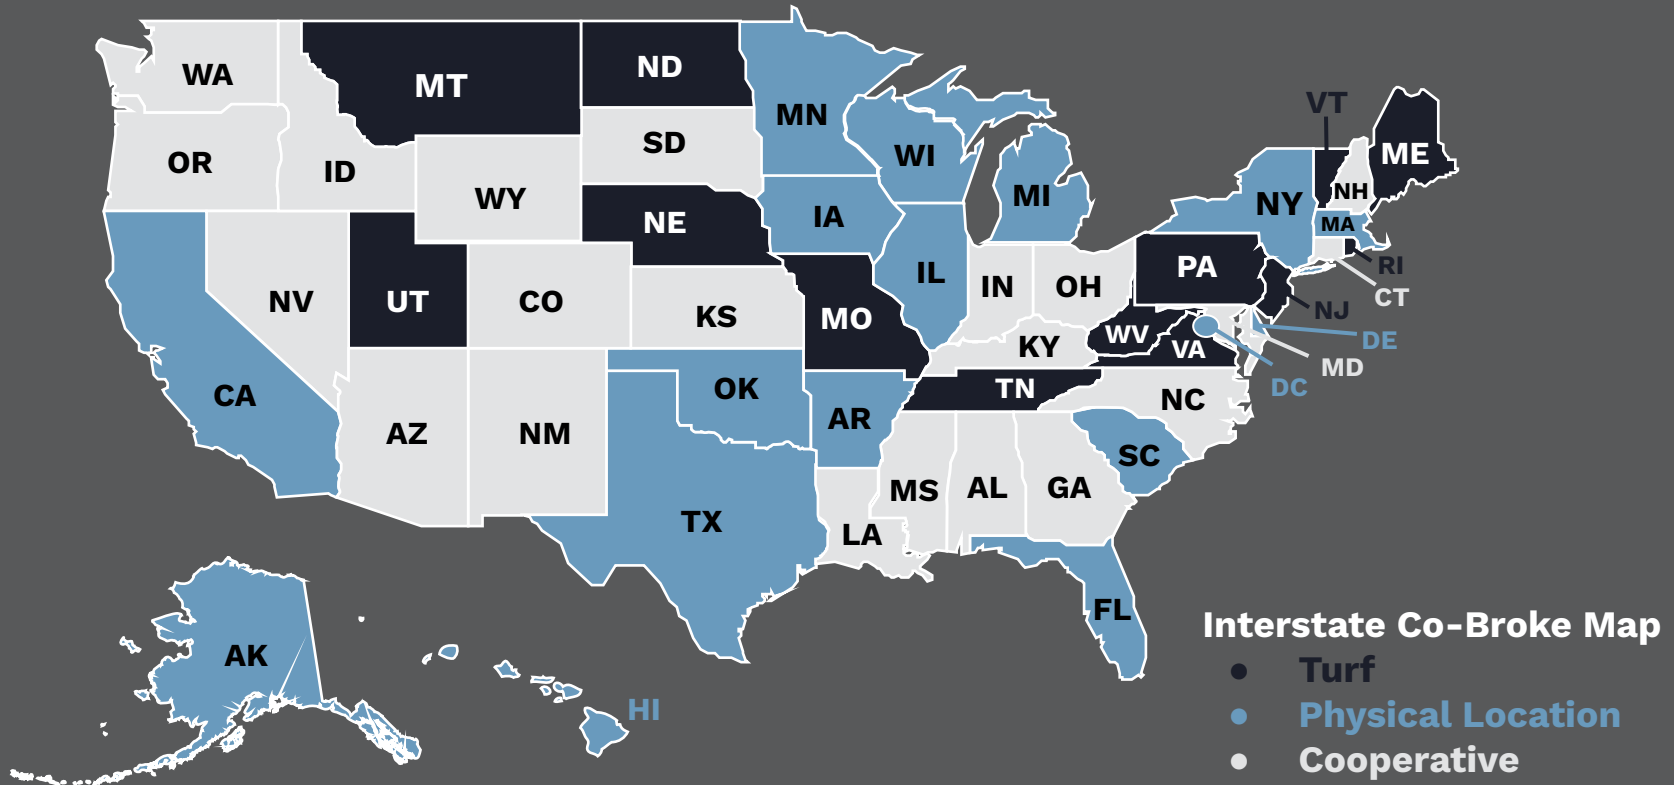 WA
MT
ND
MN
VT
ME
OR
ID
SD
WI
MI
NH
WY
NY
MA
NE
IA
RI
PA
CT
NV
UT
CO
KS
MO
IL
IN
OH
NJ
WV
VA
DE
KY
MD
DC
CA
OK
TN
NC
AZ
NM
AR
SC
TX
MS
AL
GA
LA
FL
AK
HI
Interstate Co-Broke Map
Turf
Physical Location
Cooperative